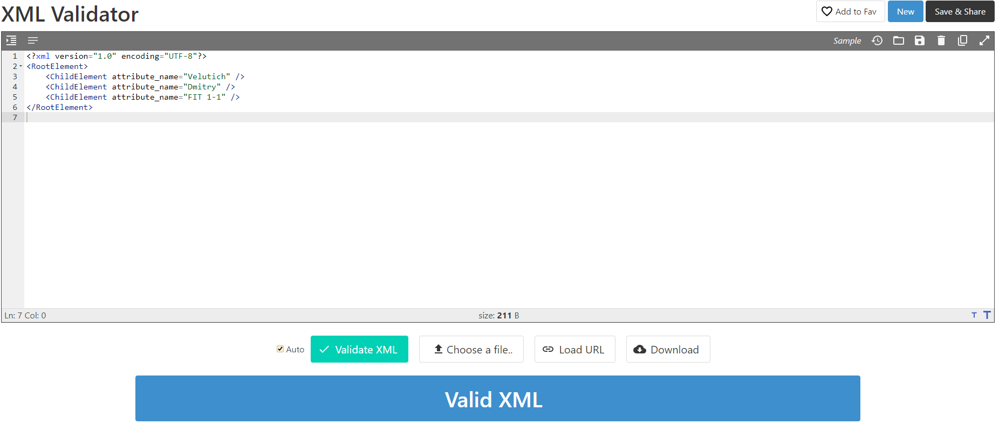 XML Validator
Add to Fav
New
Save & Share
Sample
1 <?xml version="1.0" encoding="UTF-8"?>
2 <RootElement>
3     <ChildElement attribute_name="Velutich" />
4     <ChildElement attribute_name="Dmitry" />
5     <ChildElement attribute_name="FIT 1-1" />
6 </RootElement>
7
Ln: 7 Col: 0 size: 211 B T T
Auto Validate XML Choose a file.. Load URL Download
Valid XML